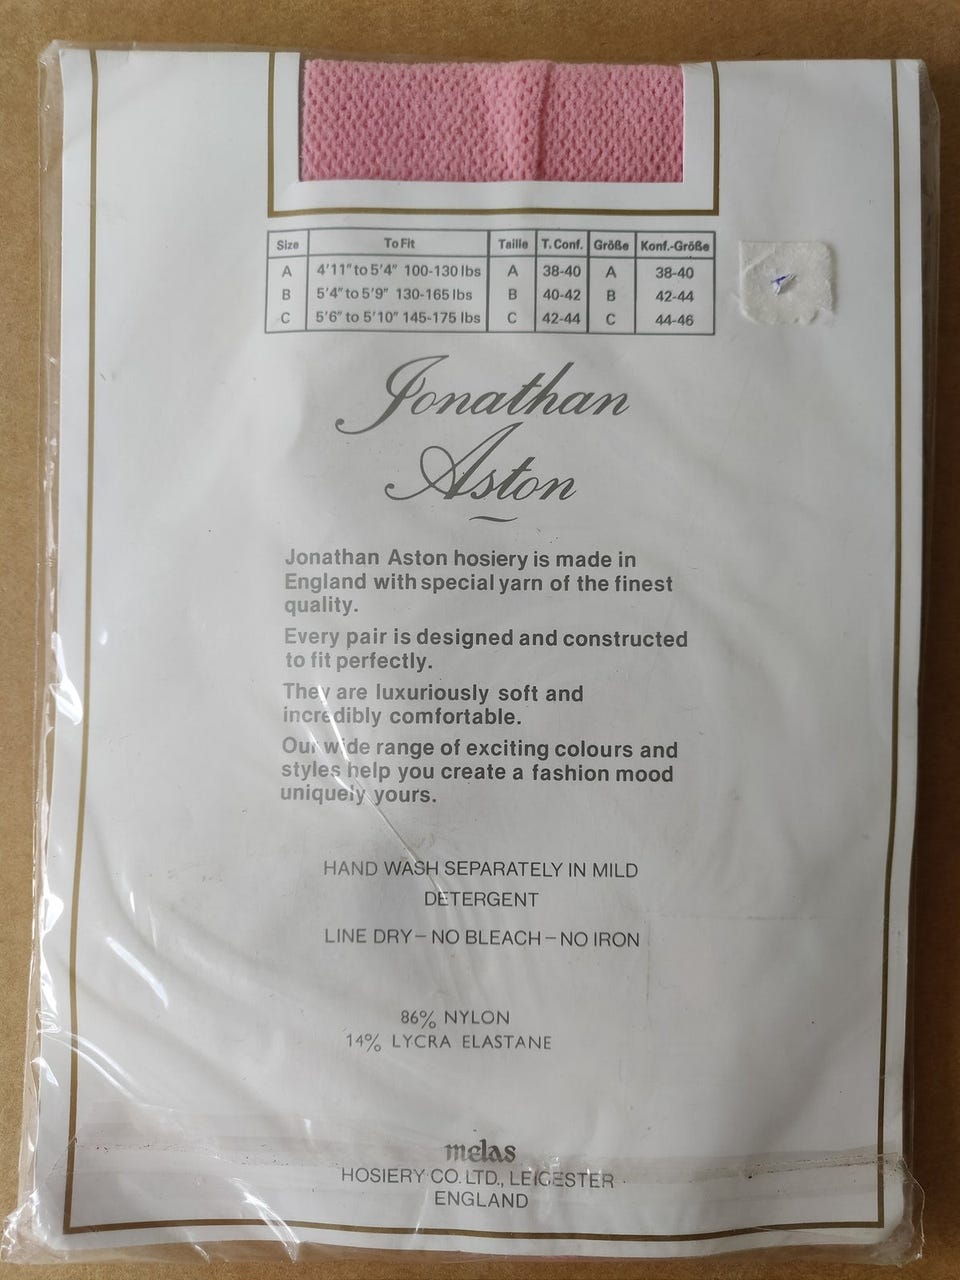 Size To Fit Taille T. Conf. Größe Konf.-Größe
A 4'11" to 5'4" 100-130 lbs A 38-40 A 38-40
B 5'4" to 5'9" 130-165 lbs B 40-42 B 42-44
C 5'6" to 5'10" 145-175 lbs C 42-44 C 44-46
Jonathan
Aston
Jonathan Aston hosiery is made in
England with special yarn of the finest
quality.
Every pair is designed and constructed
to fit perfectly.
They are luxuriously soft and
incredibly comfortable.
Our wide range of exciting colours and
styles help you create a fashion mood
uniquely yours.
HAND WASH SEPARATELY IN MILD
DETERGENT
LINE DRY – NO BLEACH – NO IRON
86% NYLON
14% LYCRA ELASTANE
melas
HOSIERY CO. LTD., LEICESTER
ENGLAND